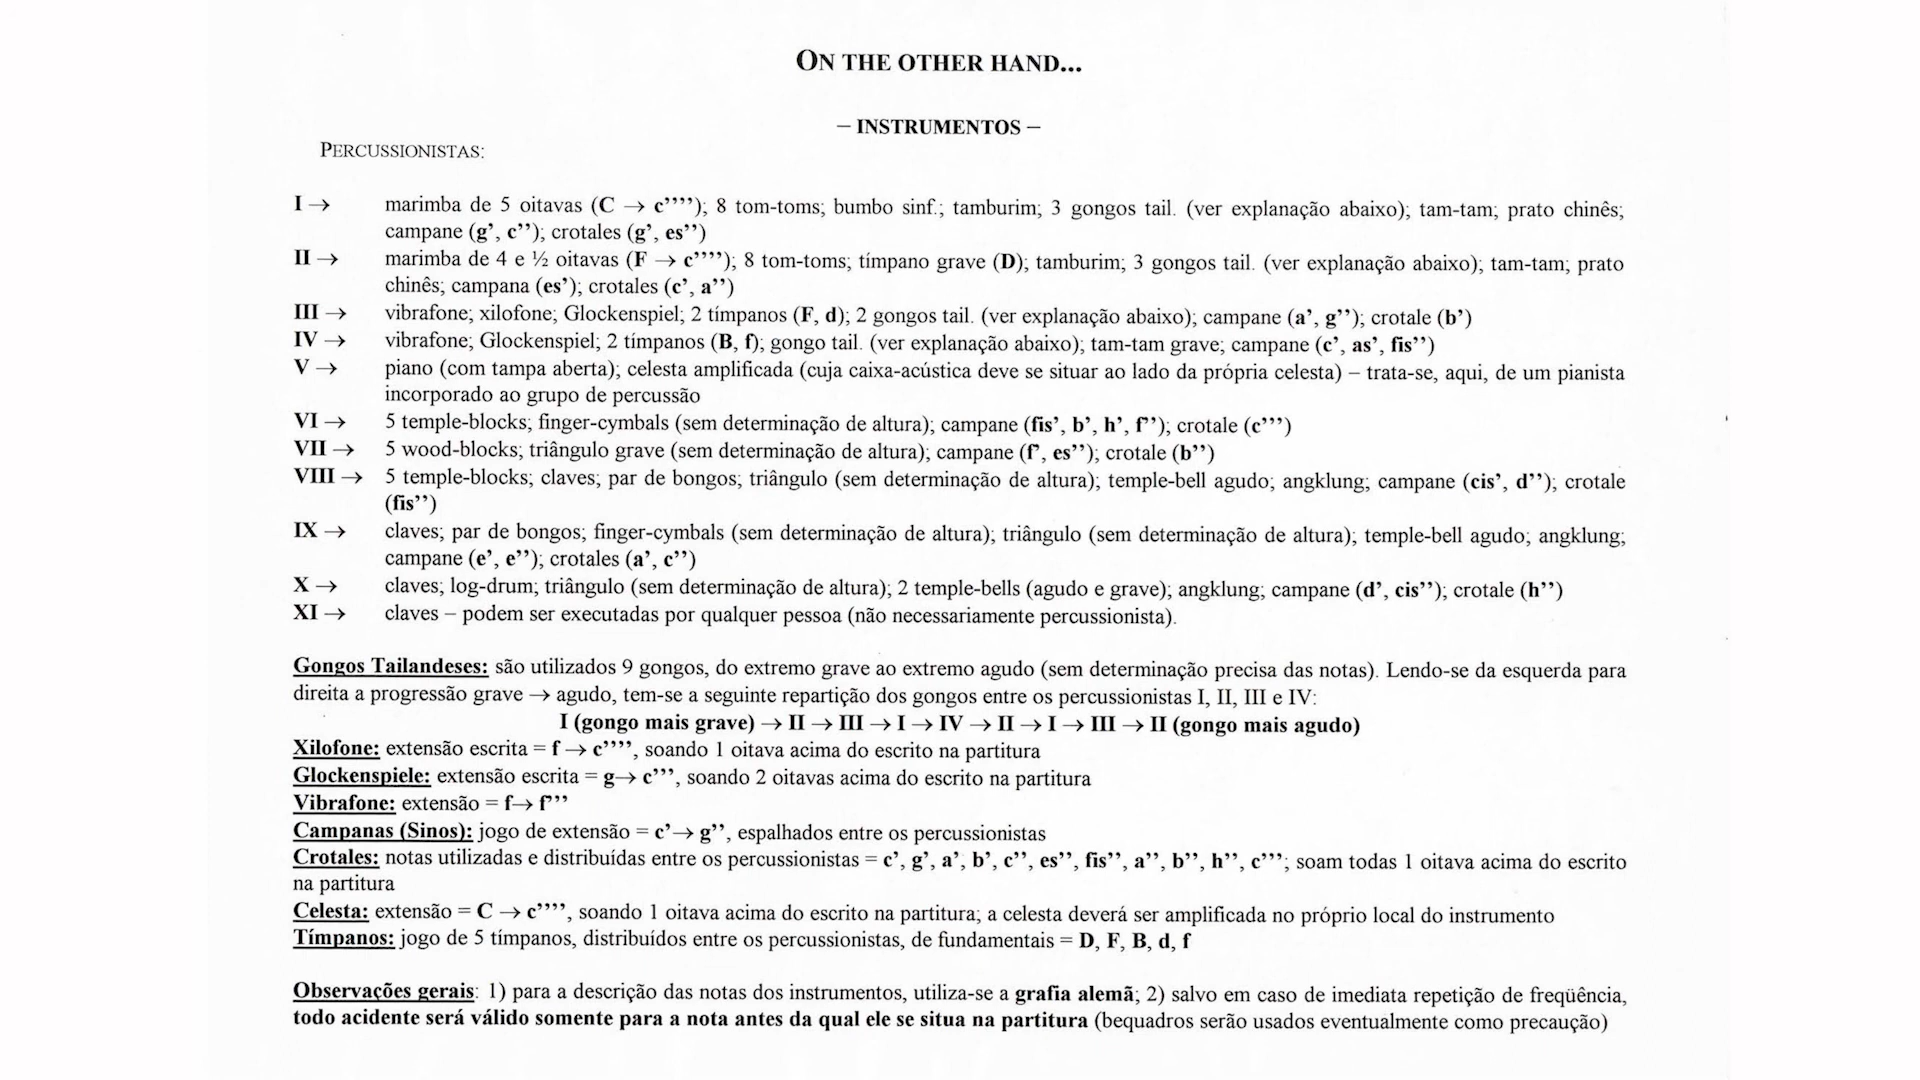 ON THE OTHER HAND...
– INSTRUMENTOS –
PERCUSSIONISTAS:
I → marimba de 5 oitavas (C → c’’’’); 8 tom-toms; bumbo sinf.; tamburim; 3 gongos tail. (ver explanação abaixo); tam-tam; prato chinês;
campane (g’, c’’); crotales (g’, es’’)
II → marimba de 4 e ½ oitavas (F → c’’’’); 8 tom-toms; tímpano grave (D); tamburim; 3 gongos tail. (ver explanação abaixo); tam-tam; prato
chinês; campana (es’); crotales (c’, a’’)
III → vibrafone; xilofone; Glockenspiel; 2 tímpanos (F, d); 2 gongos tail. (ver explanação abaixo); campane (a’, g’’); crotale (b’)
IV → vibrafone; Glockenspiel; 2 tímpanos (B, f); gongo tail. (ver explanação abaixo); tam-tam grave; campane (c’, as’, fis’’)
V → piano (com tampa aberta); celesta amplificada (cuja caixa-acústica deve se situar ao lado da própria celesta) – trata-se, aqui, de um pianista
incorporado ao grupo de percussão
VI → 5 temple-blocks; finger-cymbals (sem determinação de altura); campane (fis’, b’, h’, f’’); crotale (c’’’)
VII → 5 wood-blocks; triângulo grave (sem determinação de altura); campane (f’, es’’); crotale (b’’)
VIII → 5 temple-blocks; claves; par de bongos; triângulo (sem determinação de altura); temple-bell agudo; angklung; campane (cis’, d’’); crotale
(fis’’)
IX → claves; par de bongos; finger-cymbals (sem determinação de altura); triângulo (sem determinação de altura); temple-bell agudo; angklung;
campane (e’, e’’); crotales (a’, c’’)
X → claves; log-drum; triângulo (sem determinação de altura); 2 temple-bells (agudo e grave); angklung; campane (d’, cis’’); crotale (h’’)
XI → claves – podem ser executadas por qualquer pessoa (não necessariamente percussionista).
Gongos Tailandeses: são utilizados 9 gongos, do extremo grave ao extremo agudo (sem determinação precisa das notas). Lendo-se da esquerda para
direita a progressão grave → agudo, tem-se a seguinte repartição dos gongos entre os percussionistas I, II, III e IV:
I (gongo mais grave) → II → III → I → IV → II → I → III → II (gongo mais agudo)
Xilofone: extensão escrita = f → c’’’’, soando 1 oitava acima do escrito na partitura
Glockenspiele: extensão escrita = g→ c’’’, soando 2 oitavas acima do escrito na partitura
Vibrafone: extensão = f→ f’’’
Campanas (Sinos): jogo de extensão = c’→ g’’, espalhados entre os percussionistas
Crotales: notas utilizadas e distribuídas entre os percussionistas = c’, g’, a’, b’, c’’, es’’, fis’’, a’’, b’’, h’’, c’’’; soam todas 1 oitava acima do escrito
na partitura
Celesta: extensão = C → c’’’’, soando 1 oitava acima do escrito na partitura; a celesta deverá ser amplificada no próprio local do instrumento
Tímpanos: jogo de 5 tímpanos, distribuídos entre os percussionistas, de fundamentais = D, F, B, d, f
Observações gerais: 1) para a descrição das notas dos instrumentos, utiliza-se a grafia alemã; 2) salvo em caso de imediata repetição de freqüência,
todo acidente será válido somente para a nota antes da qual ele se situa na partitura (bequadros serão usados eventualmente como precaução)